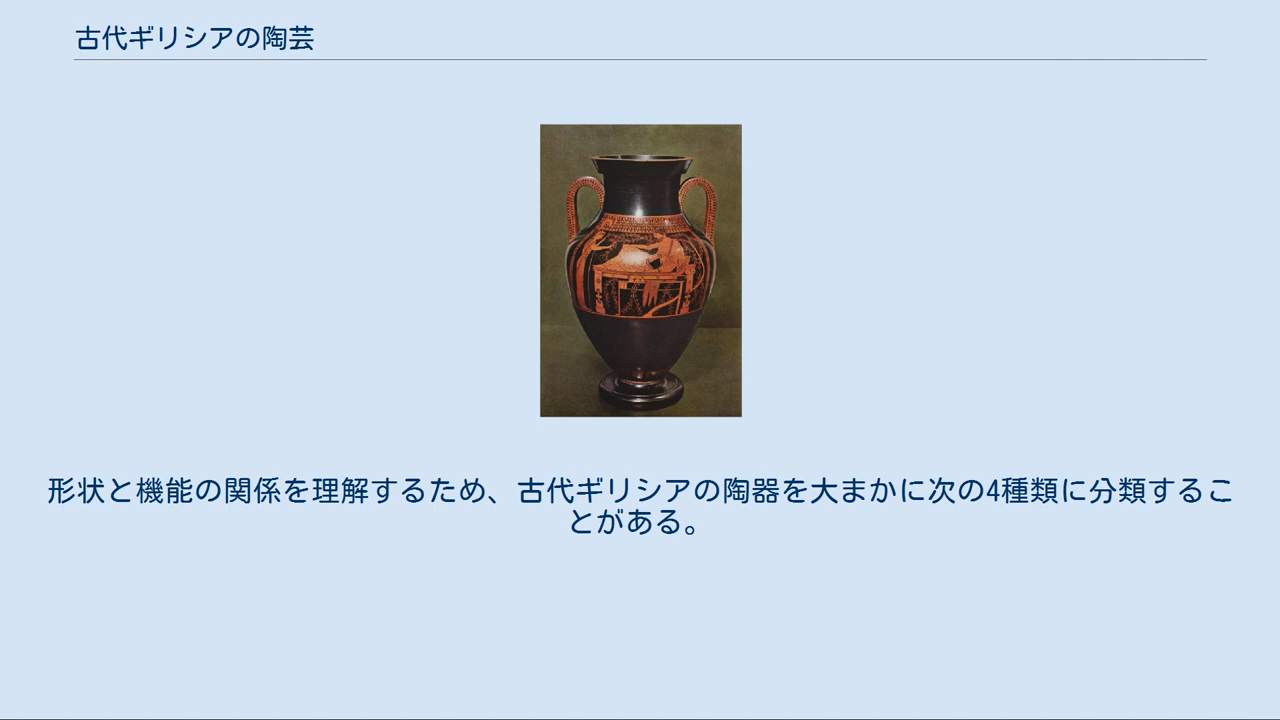 古代ギリシアの陶芸
形状と機能の関係を理解するため、古代ギリシアの陶器を大まかに次の4種類に分類するこ
とがある。